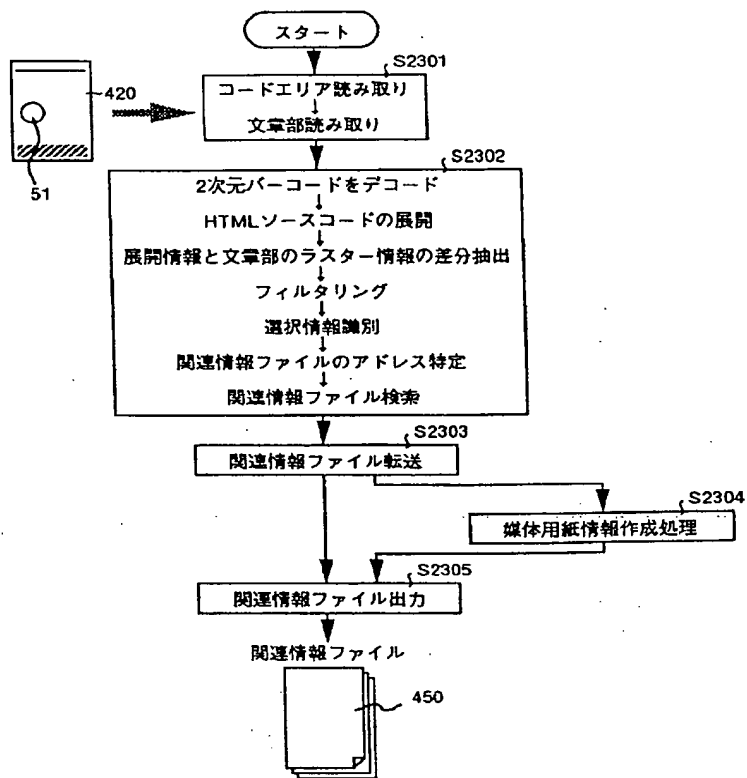 スタート
S2301
コードエリア読み取り
文章部読み取り
420
51
S2302
2次元バーコードをデコード
HTMLソースコードの展開
展開情報と文章部のラスター情報の差分抽出
フィルタリング
選択情報識別
関連情報ファイルのアドレス特定
関連情報ファイル検索
S2303
関連情報ファイル転送
S2304
媒体用紙情報作成処理
S2305
関連情報ファイル出力
関連情報ファイル
450